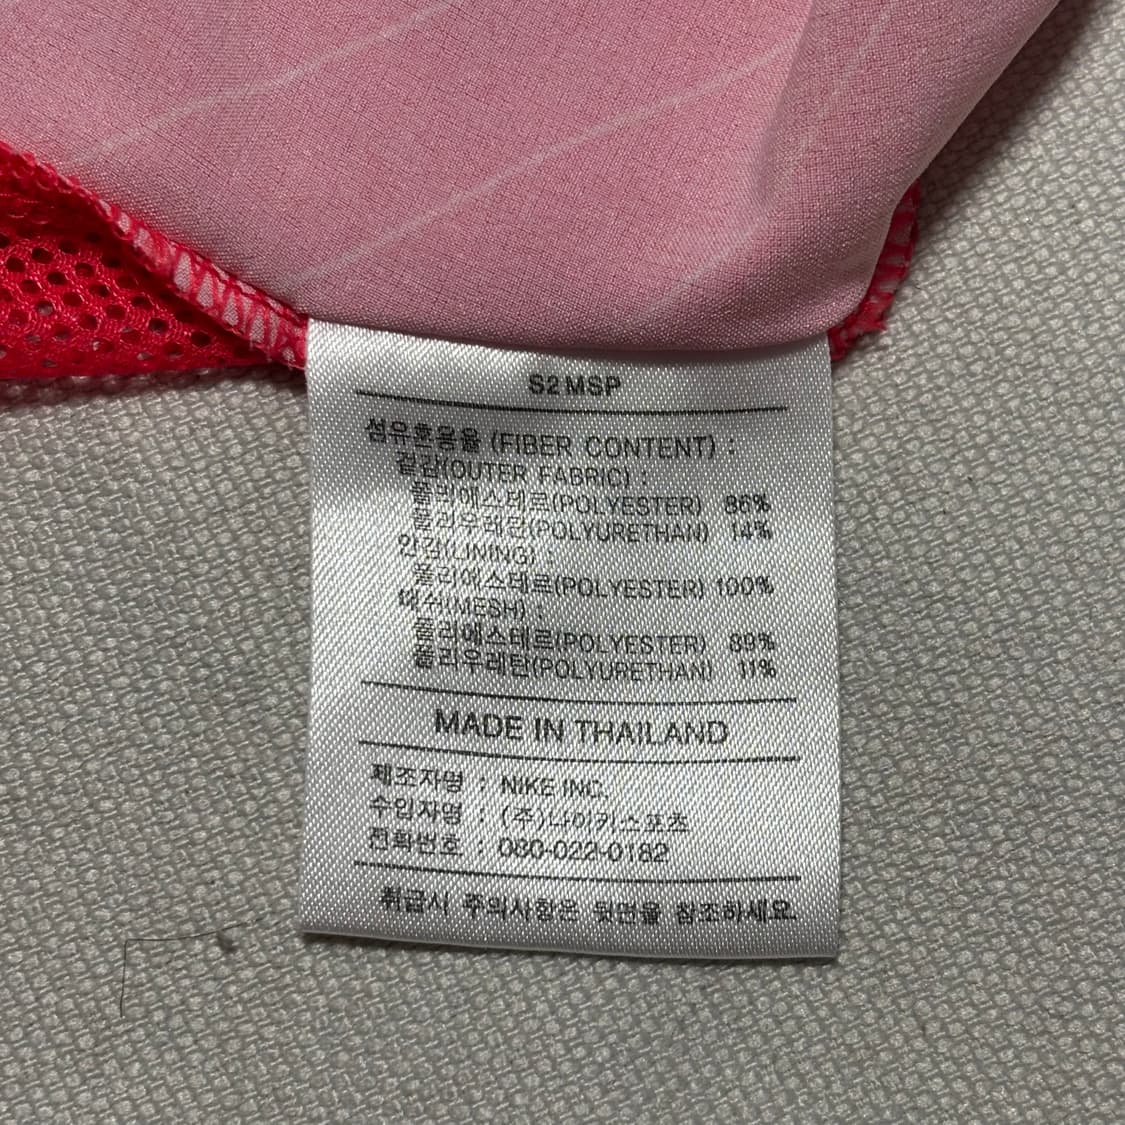 S2MSP
섬유혼용율 (FIBER CONTENT) :
겉감(OUTER FABRIC) :
폴리에스테르(POLYESTER) 86%
폴리우레탄(POLYURETHAN) 14%
안감(LINING) :
폴리에스테르(POLYESTER) 100%
매쉬(MESH) :
폴리에스테르(POLYESTER) 89%
폴리우레탄(POLYURETHAN) 11%
MADE IN THAILAND
제조자명 : NIKE INC.
수입자명 : (주)나이키스포츠
전화번호 : 080-022-0182
취급시 주의사항은 뒷면을 참조하세요.